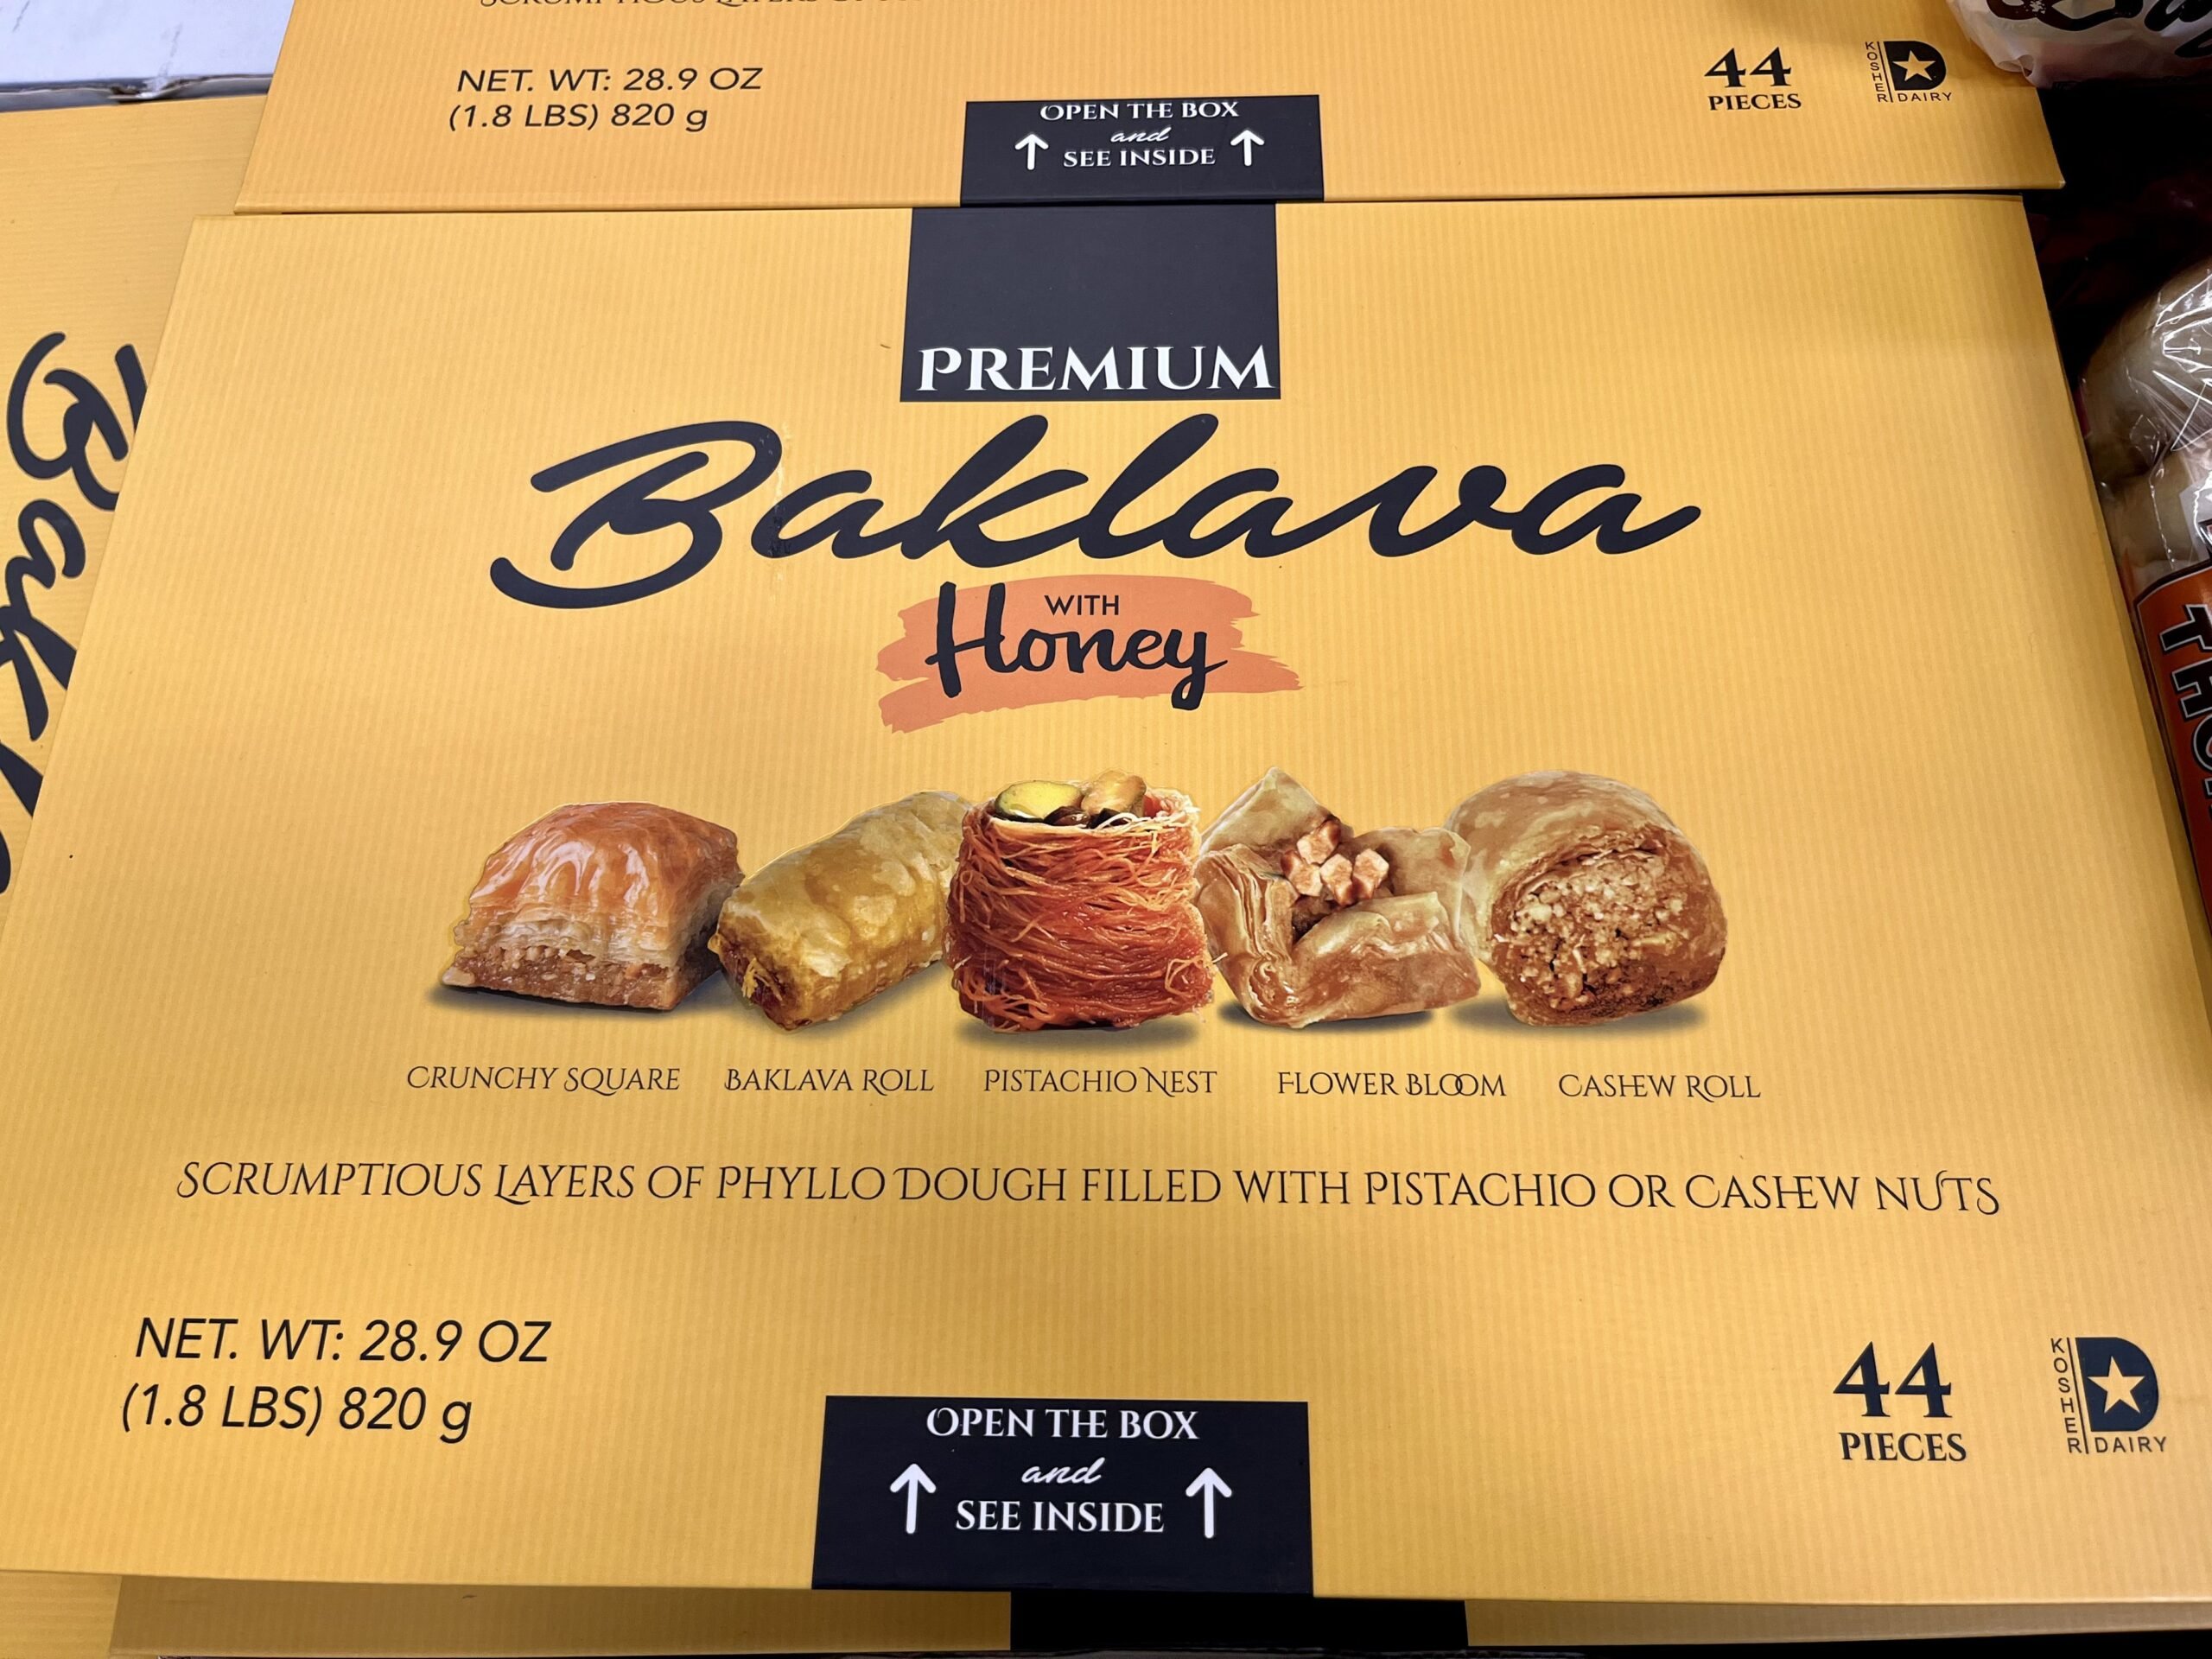 NET. WT: 28.9 OZ
(1.8 LBS) 820 g
OPEN THE BOX
and
SEE INSIDE
44
PIECES
KOSHER
D
DAIRY
PREMIUM
Baklava
WITH
Honey
CRUNCHY SQUARE BAKLAVA ROLL PISTACHIO NEST FLOWER BLOOM CASHEW ROLL
SCRUMPTIOUS LAYERS OF PHYLLO DOUGH FILLED WITH PISTACHIO OR CASHEW NUTS
NET. WT: 28.9 OZ
(1.8 LBS) 820 g
OPEN THE BOX
and
SEE INSIDE
44
PIECES
KOSHER
D
DAIRY